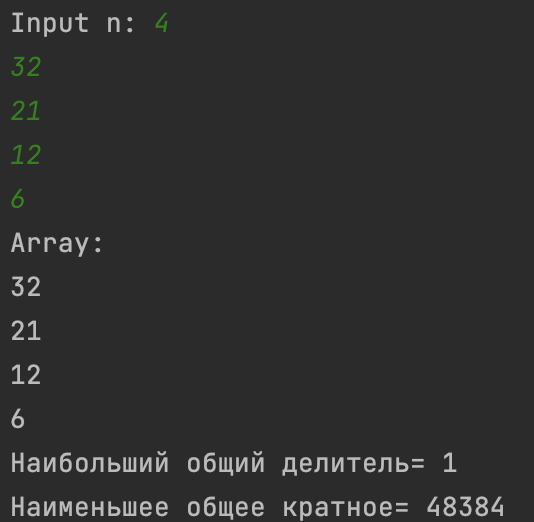 Input n: 4
32
21
12
6
Array:
32
21
12
6
Наибольший общий делитель= 1
Наименьшее общее кратное= 48384